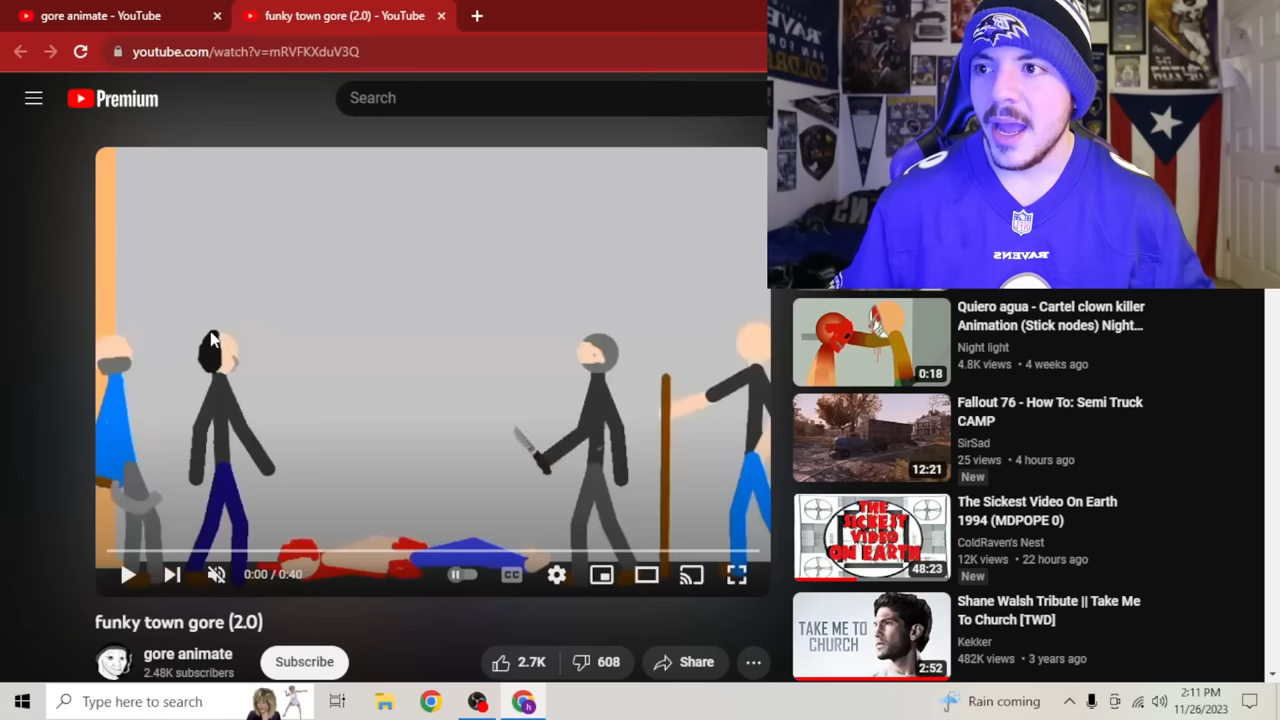 gore animate - YouTube
funky town gore (2.0) - YouTube
youtube.com/watch?v=mRVFKXduV3Q
Premium
Search
RAVENS
NFL
CC
0:00 / 0:40
funky town gore (2.0)
gore animate
2.48K subscribers
Subscribe
2.7K
608
Share
Quiero agua - Cartel clown killer
Animation (Stick nodes) Night...
Night light
4.8K views • 4 weeks ago
0:18
Fallout 76 - How To: Semi Truck
CAMP
SirSad
25 views • 4 hours ago
New
12:21
The Sickest Video On Earth
1994 (MDPOPE 0)
ColdRaven's Nest
12K views • 22 hours ago
New
THE
SICKEST
VIDEO
ON EARTH
48:23
Shane Walsh Tribute || Take Me
To Church [TWD]
Kekker
482K views • 3 years ago
TAKE ME TO
CHURCH
2:52
Type here to search
Rain coming
2:11 PM
11/26/2023